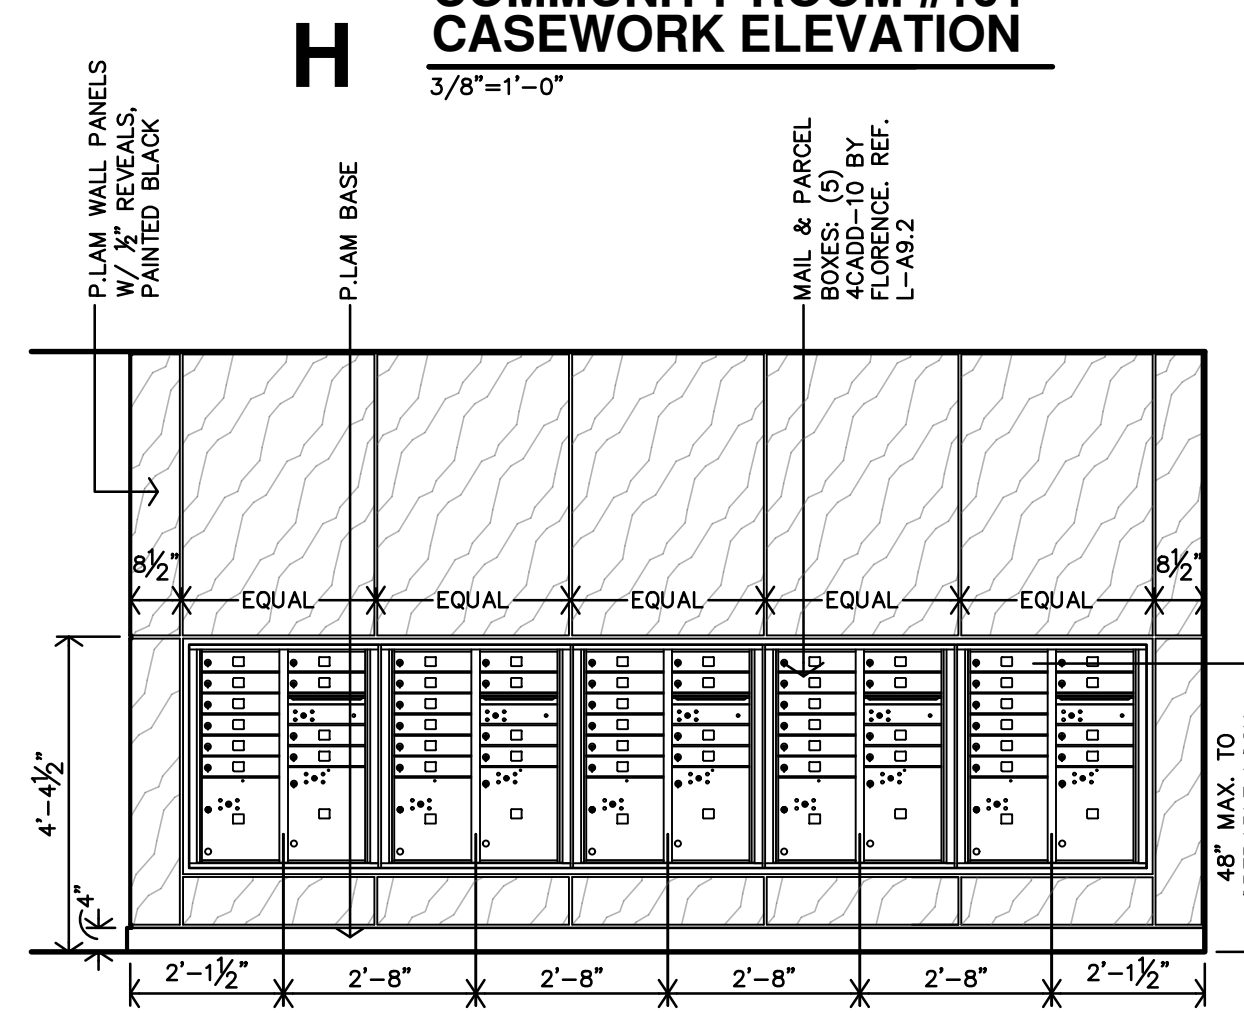 H
COMMUNITY ROOM #101
CASEWORK ELEVATION
3/8"=1'-0"
P.LAM WALL PANELS
W/ ½" REVEALS,
PAINTED BLACK
P.LAM BASE
MAIL & PARCEL
BOXES: (5)
4CADD-10 BY
FLORENCE. REF.
L-A9.2
8½"
8½"
EQUAL
EQUAL
EQUAL
EQUAL
EQUAL
4'-4½"
4"
48" MAX. TO
2'-1½"
2'-8"
2'-8"
2'-8"
2'-8"
2'-1½"